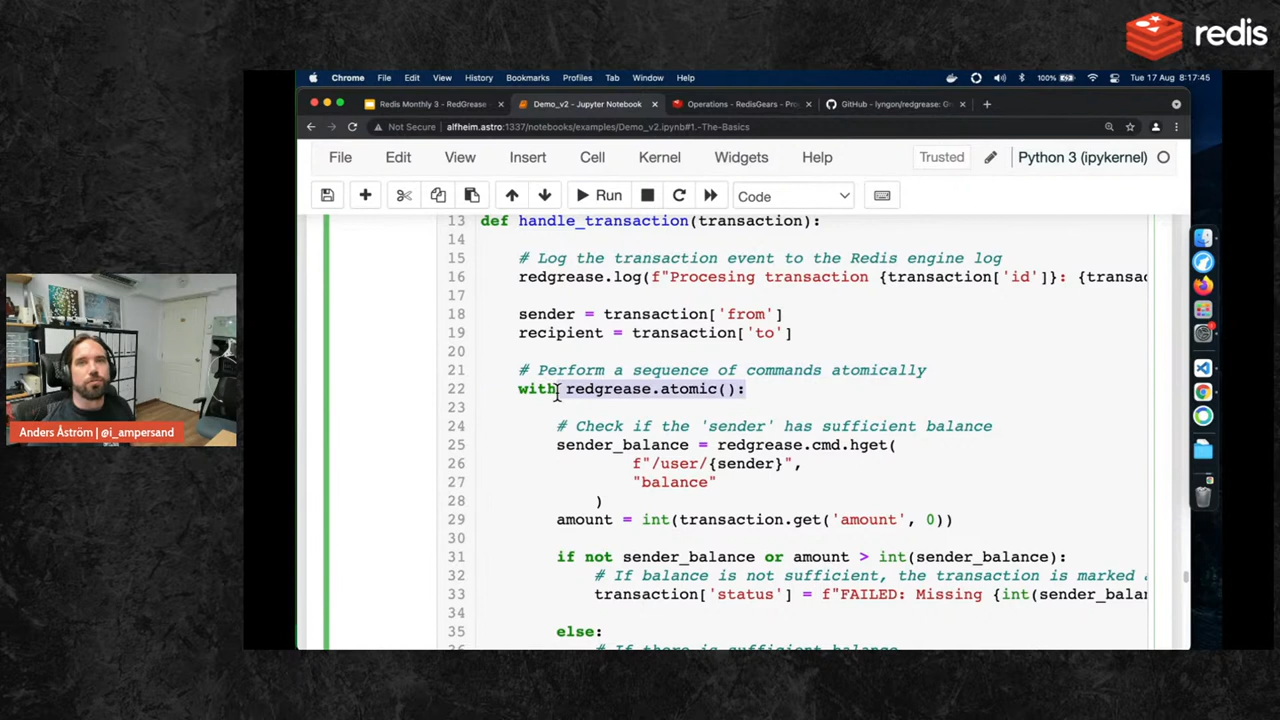 redis
Chrome File Edit View History Bookmarks Profiles Tab Window Help 100% Tue 17 Aug 8:17:45
Redis Monthly 3 - RedGrease - Demo_v2 - Jupyter Notebook Operations - RedisGears - Pro GitHub - lyngon/redgrease: G
Not Secure alfheim.astro:1337/notebooks/examples/Demo_v2.ipynb#1.-The-Basics
File Edit View Insert Cell Kernel Widgets Help Trusted Python 3 (ipykernel)
Run Code
13 def handle_transaction(transaction):
14
15 # Log the transaction event to the Redis engine log
16 redgrease.log(f"Procesing transaction {transaction['id']}: {transac
17
18 sender = transaction['from']
19 recipient = transaction['to']
20
21 # Perform a sequence of commands atomically
22 with redgrease.atomic():
23
24 # Check if the 'sender' has sufficient balance
25 sender_balance = redgrease.cmd.hget(
26 f"/user/{sender}",
27 "balance"
28 )
29 amount = int(transaction.get('amount', 0))
30
31 if not sender_balance or amount > int(sender_balance):
32 # If balance is not sufficient, the transaction is marked
33 transaction['status'] = f"FAILED: Missing {int(sender_balan
34
35 else:
# If there is sufficient balance
Anders Åström | @i_ampersand